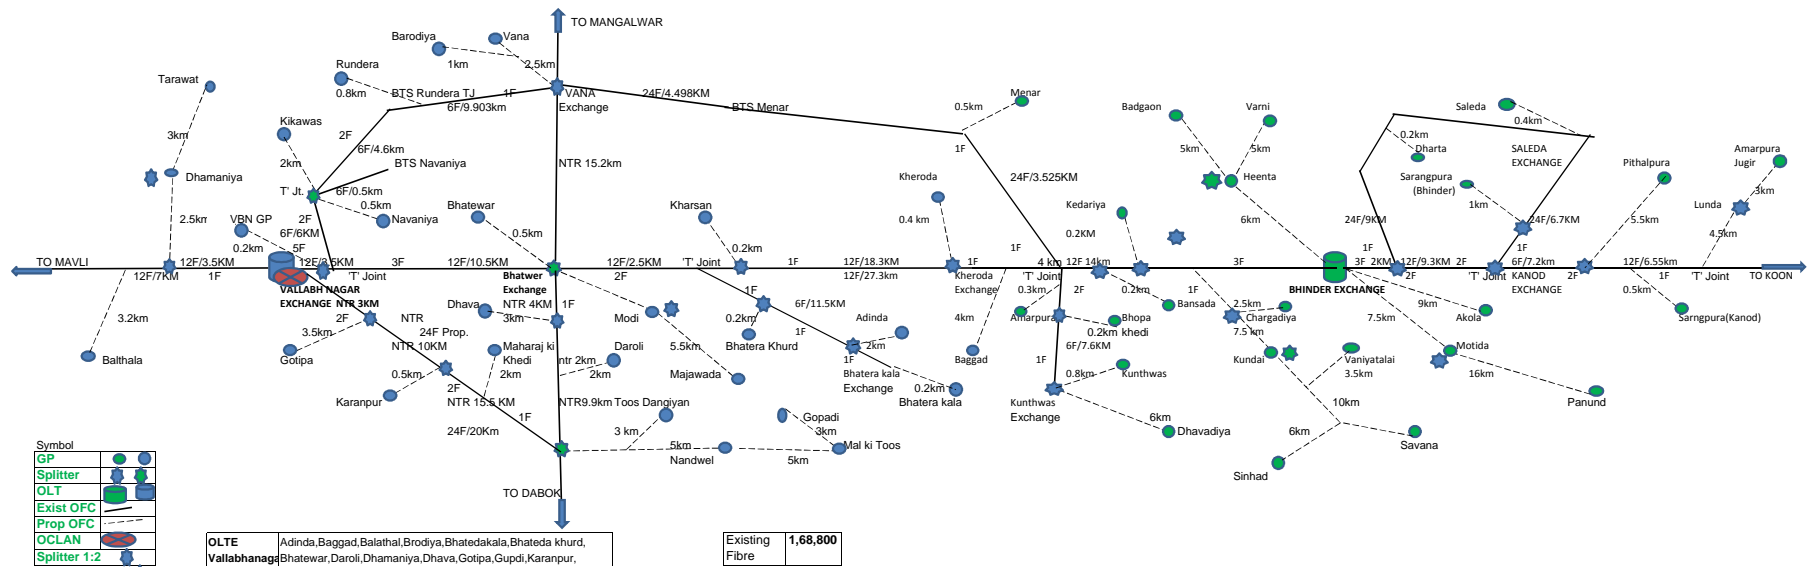 TO MANGALWAR
Barodiya
Vana
1km
2.5km
Rundera
0.8km
BTS Rundera TJ
1F
6F/9.903km
VANA
Exchange
24F/4.498KM
BTS Menar
Tarawat
3km
Kikawas
2F
6F/4.6km
2km
BTS Navaniya
NTR 15.2km
Dhamaniya
T' Jt.
6F/0.5km
0.5km
Navaniya
2.5km
VBN GP
2F
6F/6KM
0.2km
5F
Bhatewar
0.5km
Kharsan
0.2km
Menar
0.5km
1F
24F/3.525KM
Kheroda
0.4 km
Kedariya
0.2KM
1F
Badgaon
Varni
5km
5km
Heenta
6km
Saleda
0.4km
0.2km
Dharta
SALEDA
EXCHANGE
Sarangpura
(Bhinder)
1km
24F/9KM
24F/6.7KM
1F
1F
Pithalpura
5.5km
Amarpura
Jugir
3km
Lunda
4.5km
TO MAVLI
12F/7KM
12F/3.5KM
1F
12F/3.5KM
'T' Joint
3F
12F/10.5KM
12F/2.5KM
2F
'T' Joint
1F
12F/18.3KM
12F/27.3km
1F
Kheroda
Exchange
4 km
'T' Joint
12F 14km
3F
3F
2KM
12F/9.3KM
2F
2F
'T' Joint
6F/7.2km
KANOD
EXCHANGE
2F
12F/6.55km
1F
'T' Joint
TO KOON
VALLABH NAGAR
EXCHANGE
NTR 3KM
Bhatwer
Exchange
BHINDER EXCHANGE
3.2km
Balthala
2F
3.5km
Gotipa
NTR
24F Prop.
NTR 10KM
Dhava
NTR 4KM
3km
1F
Modi
5.5km
Majawada
1F
0.2km
Bhatera Khurd
6F/11.5KM
1F
Adinda
2km
1F
Bhatera kala
Exchange
0.2km
Bhatera kala
4km
Baggad
0.3km
Amarpura
2F
0.2km
Bansada
Bhopa
khedi
0.2km
6F/7.6KM
1F
0.8km
Kunthwas
Kunthwas
Exchange
6km
Dhavadiya
1F
2.5km
Chargadiya
7.5 km
Kundai
Vaniyatalai
3.5km
10km
6km
Savana
Sinhad
9km
Akola
7.5km
Motida
16km
Panund
0.5km
Sarngpura(Kanod)
Maharaj ki
Khedi
2km
ntr 2km
Daroli
2km
0.5km
Karanpur
2F
NTR 15.5 KM
1F
24F/20Km
NTR9.9km
Toos Dangiyan
3 km
5km
Nandwel
5km
Gopadi
3km
Mal ki Toos
TO DABOK
Symbol
GP
Splitter
OLT
Exist OFC
Prop OFC
OCLAN
Splitter 1:2
OLTE
Vallabhnaga
Adinda,Baggad,Balathal,Brodiya,Bhatedakala,Bhateda khurd,
Bhatewar,Daroli,Dhamaniya,Dhava,Gotipa,Gupdi,Karanpur,
Existing
Fibre
1,68,800